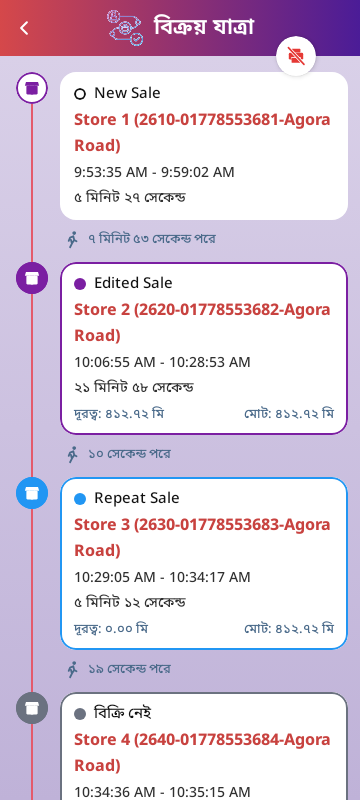 বিক্রয় যাত্রা
New Sale
Store 1 (2610-01778553681-Agora
Road)
9:53:35 AM - 9:59:02 AM
৫ মিনিট ২৭ সেকেন্ড
৭ মিনিট ৫৩ সেকেন্ড পরে
Edited Sale
Store 2 (2620-01778553682-Agora
Road)
10:06:55 AM - 10:28:53 AM
২১ মিনিট ৫৮ সেকেন্ড
দূরত্ব: ৪১২.৭২ মি মোট: ৪১২.৭২ মি
১০ সেকেন্ড পরে
Repeat Sale
Store 3 (2630-01778553683-Agora
Road)
10:29:05 AM - 10:34:17 AM
৫ মিনিট ১২ সেকেন্ড
দূরত্ব: ০.০০ মি মোট: ৪১২.৭২ মি
১৯ সেকেন্ড পরে
বিক্রি নেই
Store 4 (2640-01778553684-Agora
Road)
10:34:36 AM - 10:35:15 AM